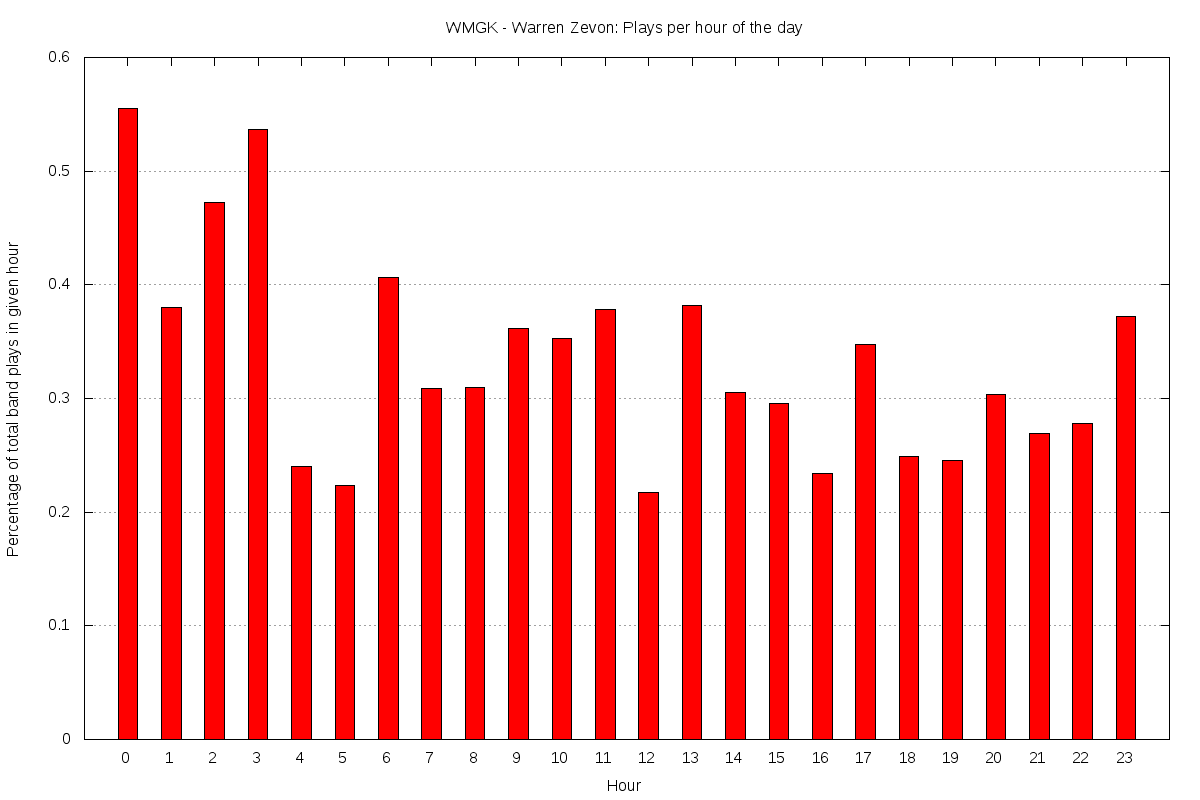 WMGK - Warren Zevon: Plays per hour of the day
Percentage of total band plays in given hour
0.6
0.5
0.4
0.3
0.2
0.1
0
0 1 2 3 4 5 6 7 8 9 10 11 12 13 14 15 16 17 18 19 20 21 22 23
Hour